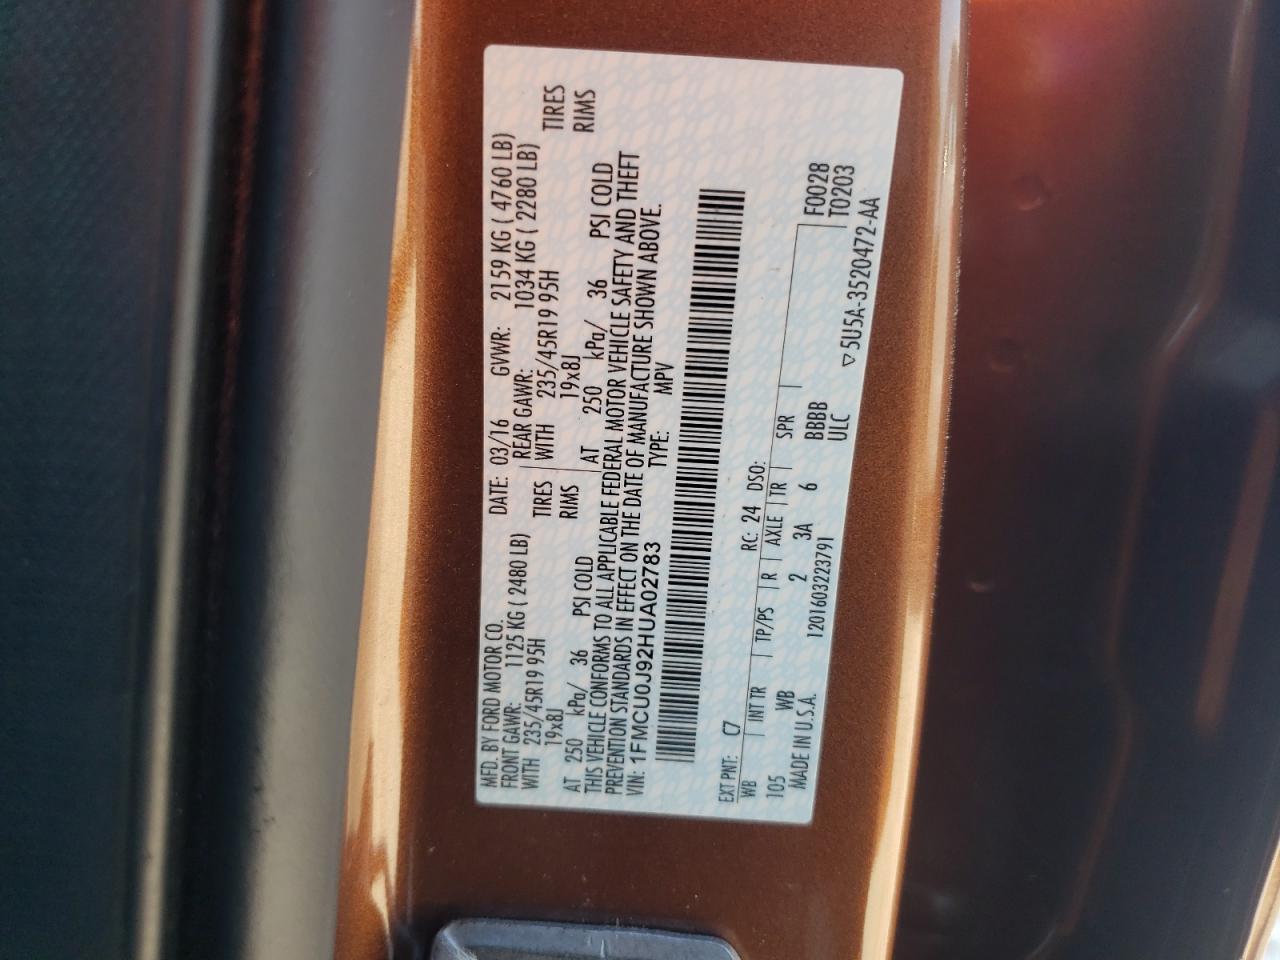 MFD. BY FORD MOTOR CO.
DATE: 03/16 GVWR: 2159 KG ( 4760 LB)
FRONT GAWR: 1125 KG ( 2480 LB) REAR GAWR: 1034 KG ( 2280 LB)
WITH 235/45R19 95H TIRES WITH 235/45R19 95H TIRES
19x8J RIMS 19x8J RIMS
AT 250 kPa/ 36 PSI COLD AT 250 kPa/ 36 PSI COLD
THIS VEHICLE CONFORMS TO ALL APPLICABLE FEDERAL MOTOR VEHICLE SAFETY AND THEFT
PREVENTION STANDARDS IN EFFECT ON THE DATE OF MANUFACTURE SHOWN ABOVE.
VIN: 1FMCU0J92HUA02783 TYPE: MPV
EXT PNT: C7 RC: 24 DSO:
WB INT TR TP/PS R AXLE TR SPR F0028
105 WB 2 3A 6 BBBB T0203
MADE IN U.S.A. 1201603223791 ULC
▽5U5A-3520472-AA